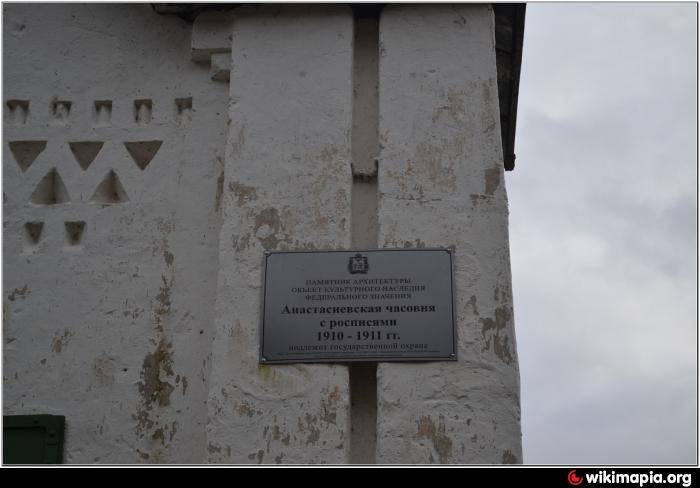 ПАМЯТНИК АРХИТЕКТУРЫ
ОБЪЕКТ КУЛЬТУРНОГО НАСЛЕДИЯ
ФЕДЕРАЛЬНОГО ЗНАЧЕНИЯ
Анастасиевская часовня
с росписями
1910 - 1911 гг.
подлежит государственной охране
wikimapia.org